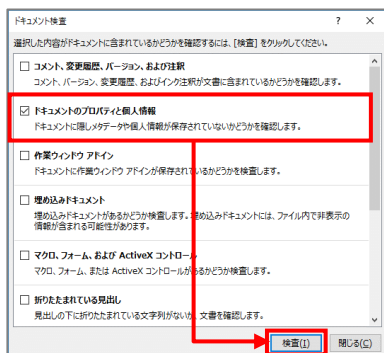 ドキュメント検査
? ×
選択した内容がドキュメントに含まれているかどうかを確認するには、[検査] をクリックしてください。
コメント、変更履歴、バージョン、および注釈
コメント、バージョン、変更履歴、およびインク注釈が文書に含まれているかどうかを確認します。
ドキュメントのプロパティと個人情報
ドキュメントに隠しメタデータや個人情報が保存されていないかどうかを確認します。
作業ウィンドウ アドイン
ドキュメントに作業ウィンドウ アドインが保存されているかどうかを検査します。
埋め込みドキュメント
埋め込みドキュメントがあるかどうか検査します。埋め込みドキュメントには、ファイル内で非表示の
情報が含まれる可能性があります。
マクロ、フォーム、および ActiveX コントロール
マクロ、フォーム、または ActiveX コントロールがあるかどうか検査します。
折りたたまれている見出し
見出しの下に折りたたまれている文字列がないか、文書を確認します。
検査(I) 閉じる(C)